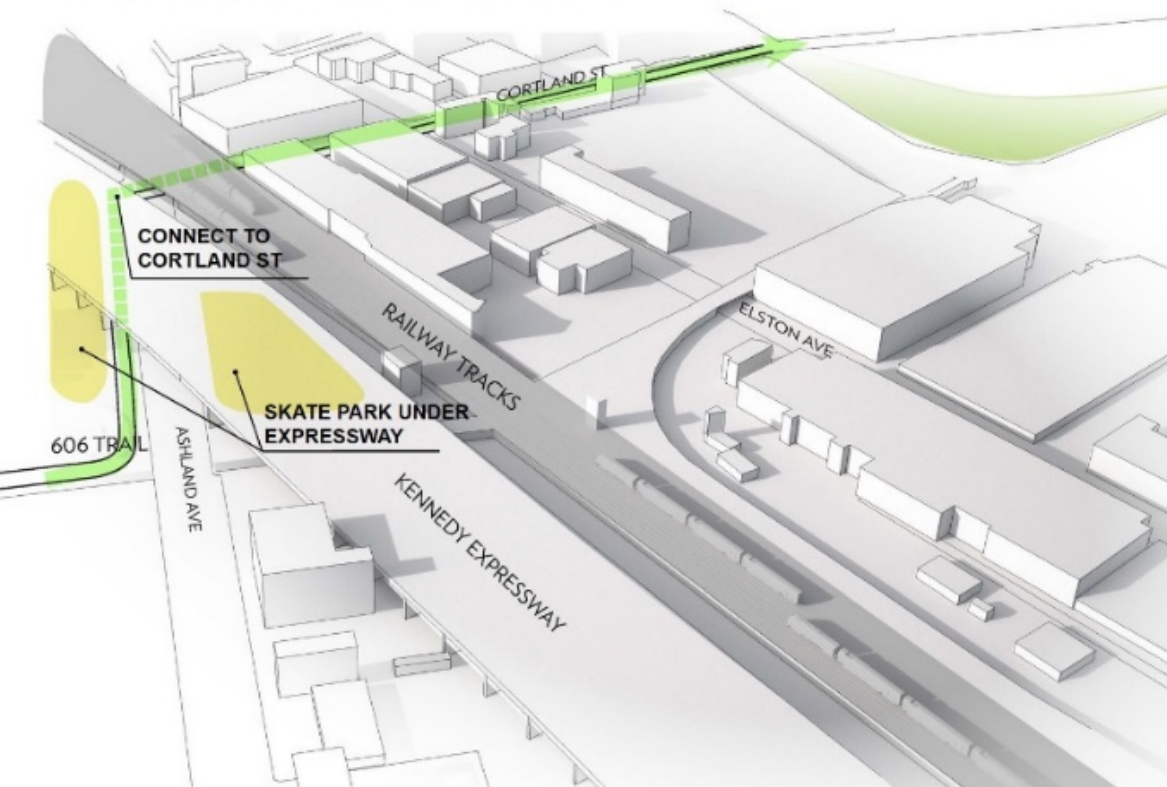 CORTLAND ST
CONNECT TO
CORTLAND ST
RAILWAY TRACKS
ELSTON AVE
SKATE PARK UNDER
EXPRESSWAY
606 TRAIL
ASHLAND AVE
KENNEDY EXPRESSWAY